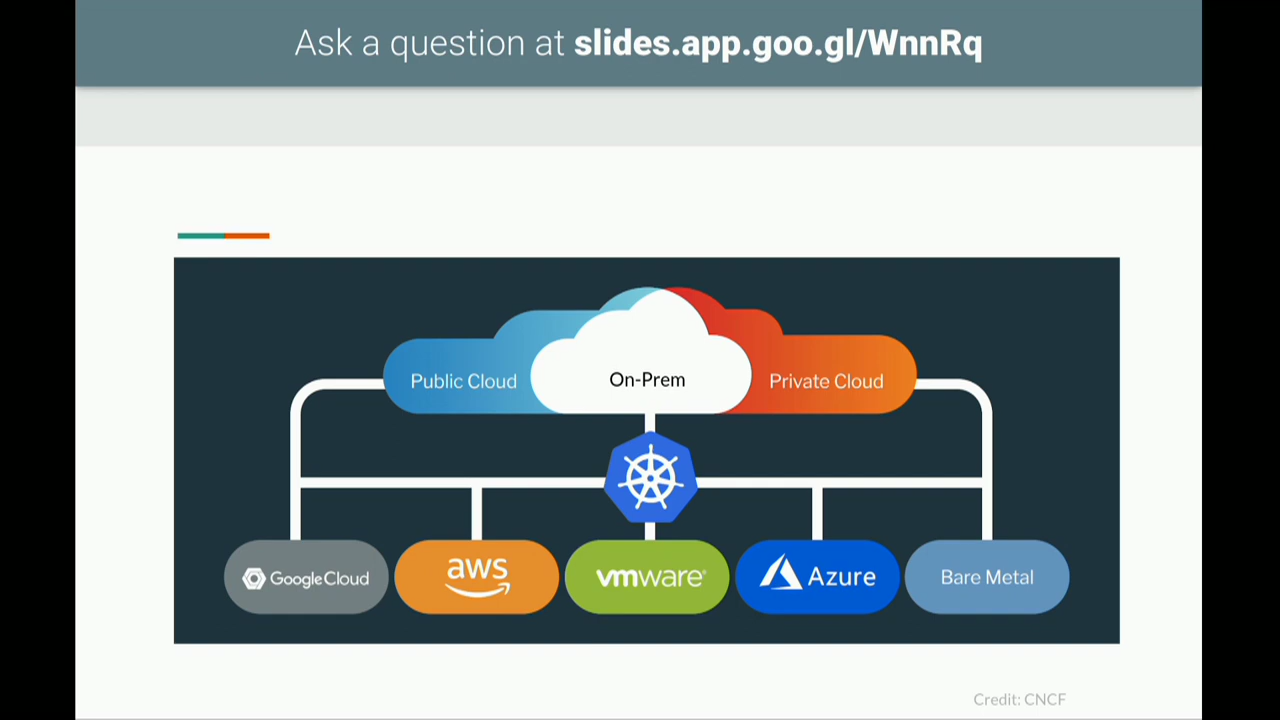 Ask a question at slides.app.goo.gl/WnnRq
Public Cloud
On-Prem
Private Cloud
Google Cloud
aws
vmware®
Azure
Bare Metal
Credit: CNCF